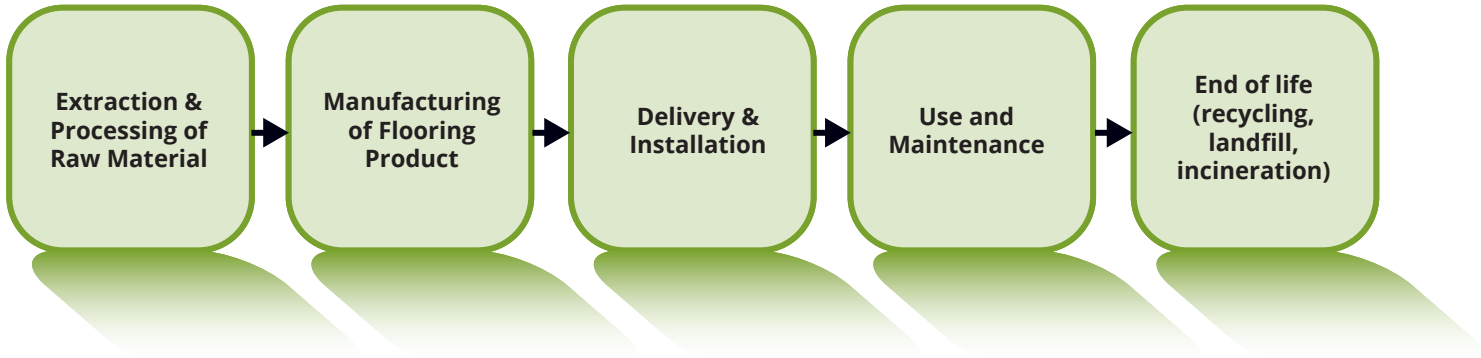 Extraction &
Processing of
Raw Material
Manufacturing
of Flooring
Product
Delivery &
Installation
Use and
Maintenance
End of life
(recycling,
landfill,
incineration)